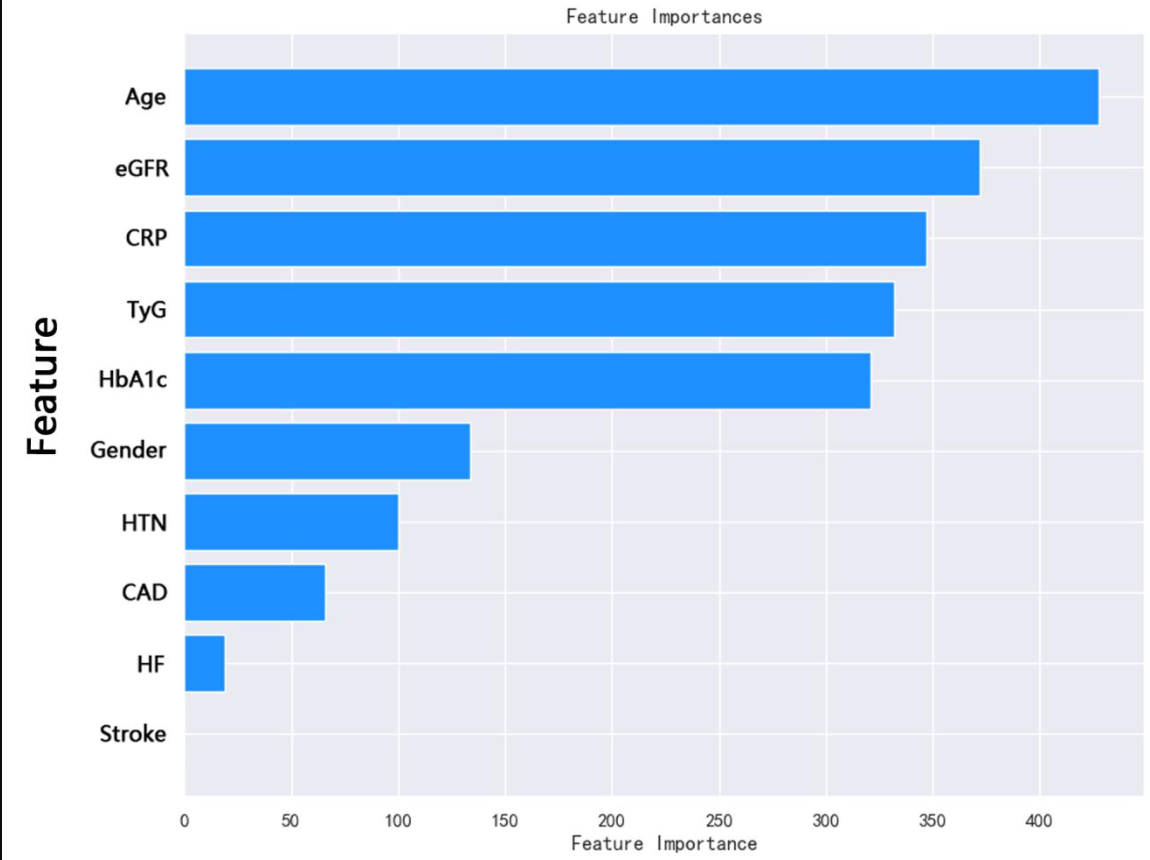 Feature Importances
Feature
Age
eGFR
CRP
TyG
HbA1c
Gender
HTN
CAD
HF
Stroke
0 50 100 150 200 250 300 350 400
Feature Importance